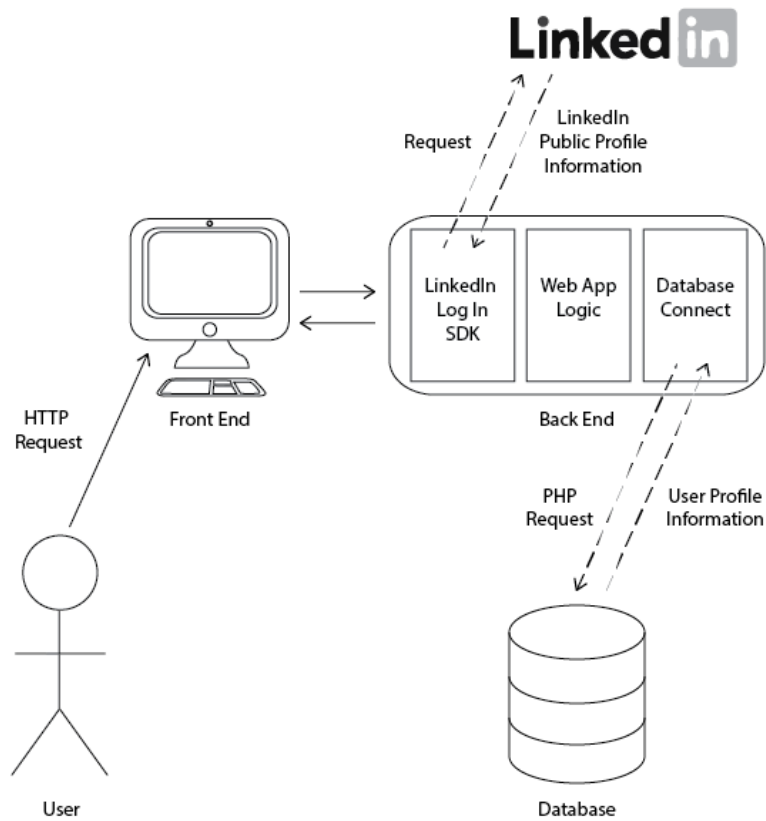 Linked in
Request
LinkedIn
Public Profile
Information
LinkedIn
Log In
SDK
Web App
Logic
Database
Connect
Front End
Back End
HTTP
Request
PHP
Request
User Profile
Information
User
Database